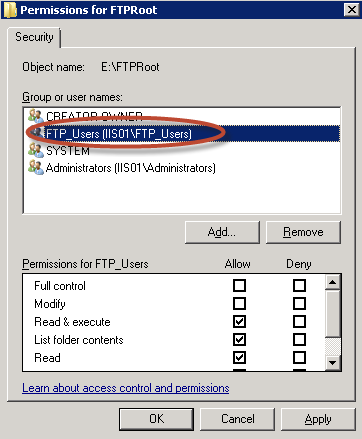 Permissions for FTPRoot
Security
Object name: E:\FTPRoot
Group or user names:
CREATOR OWNER
FTP_Users (IIS01\FTP_Users)
SYSTEM
Administrators (IIS01\Administrators)
Add... Remove
Permissions for FTP_Users Allow Deny
Full control
Modify
Read & execute
List folder contents
Read
Learn about access control and permissions
OK Cancel Apply